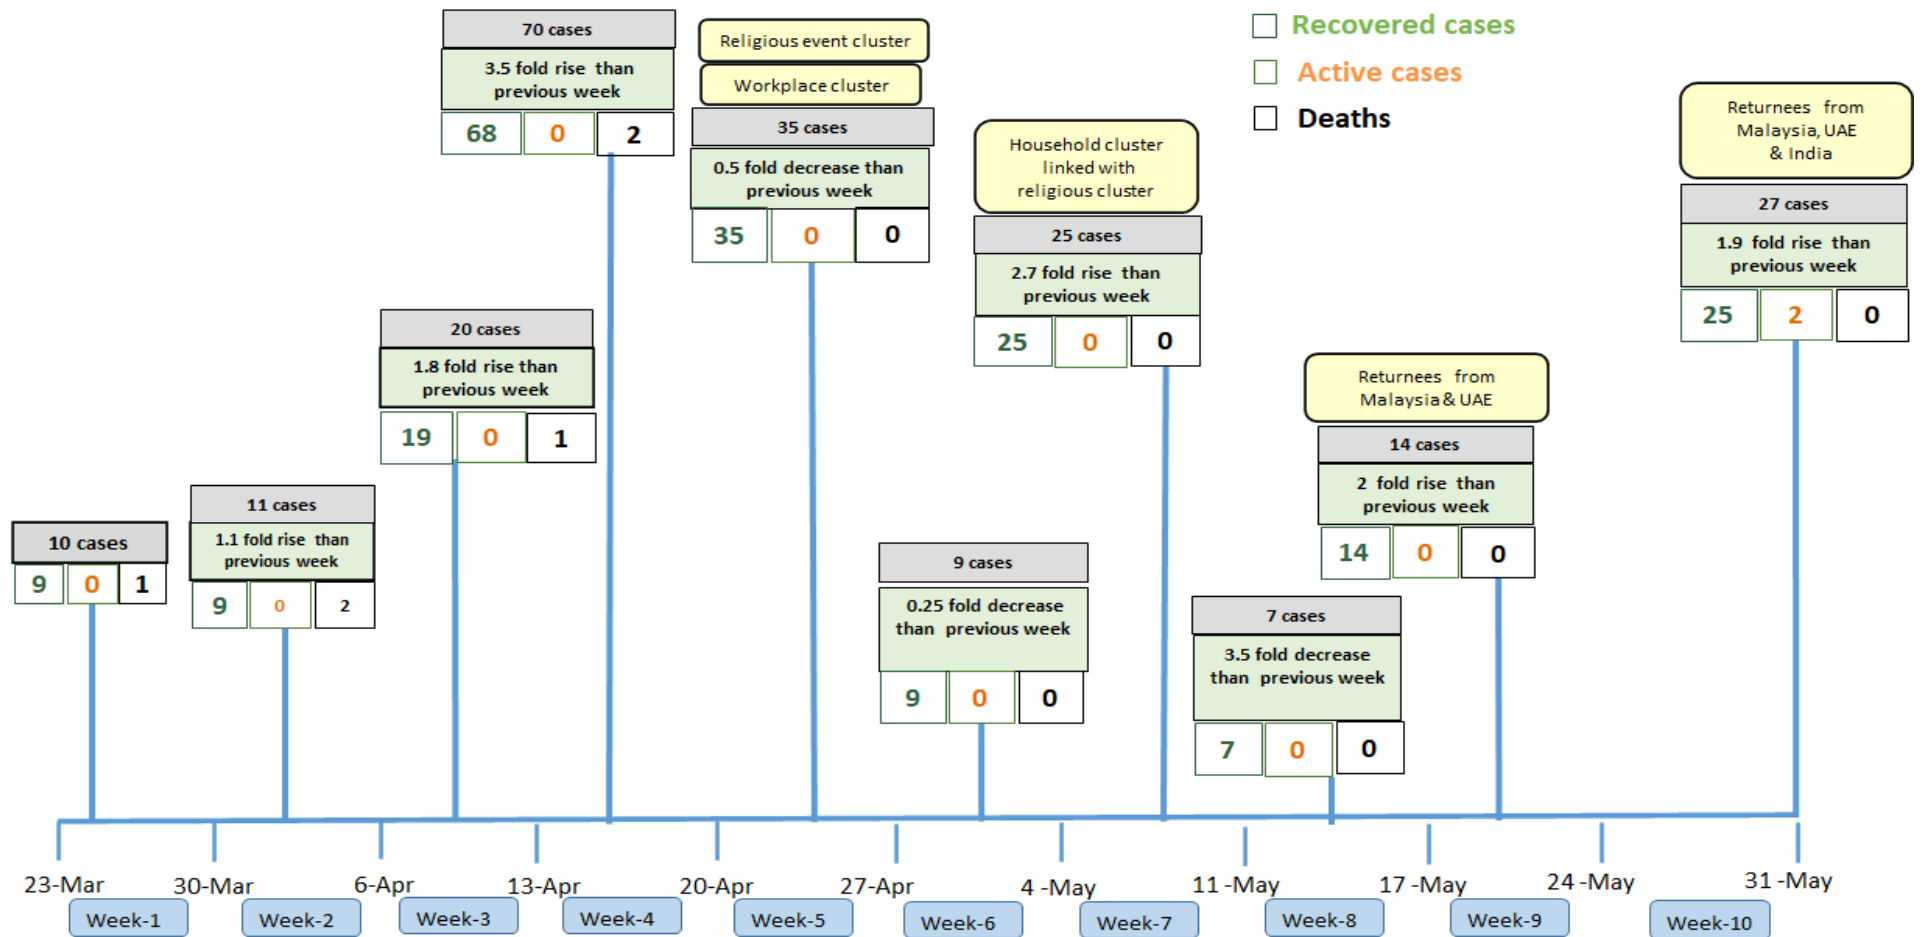 Recovered cases
Active cases
Deaths
10 cases
9 0 1
11 cases
1.1 fold rise than
previous week
9 0 2
20 cases
1.8 fold rise than
previous week
19 0 1
70 cases
3.5 fold rise than
previous week
68 0 2
Religious event cluster
Workplace cluster
35 cases
0.5 fold decrease than
previous week
35 0 0
9 cases
0.25 fold decrease
than previous week
9 0 0
Household cluster
linked with
religious cluster
25 cases
2.7 fold rise than
previous week
25 0 0
7 cases
3.5 fold decrease
than previous week
7 0 0
Returnees from
Malaysia & UAE
14 cases
2 fold rise than
previous week
14 0 0
Returnees from
Malaysia, UAE
& India
27 cases
1.9 fold rise than
previous week
25 2 0
23-Mar 30-Mar 6-Apr 13-Apr 20-Apr 27-Apr 4 -May 11 -May 17 -May 24 -May 31 -May
Week-1 Week-2 Week-3 Week-4 Week-5 Week-6 Week-7 Week-8 Week-9 Week-10